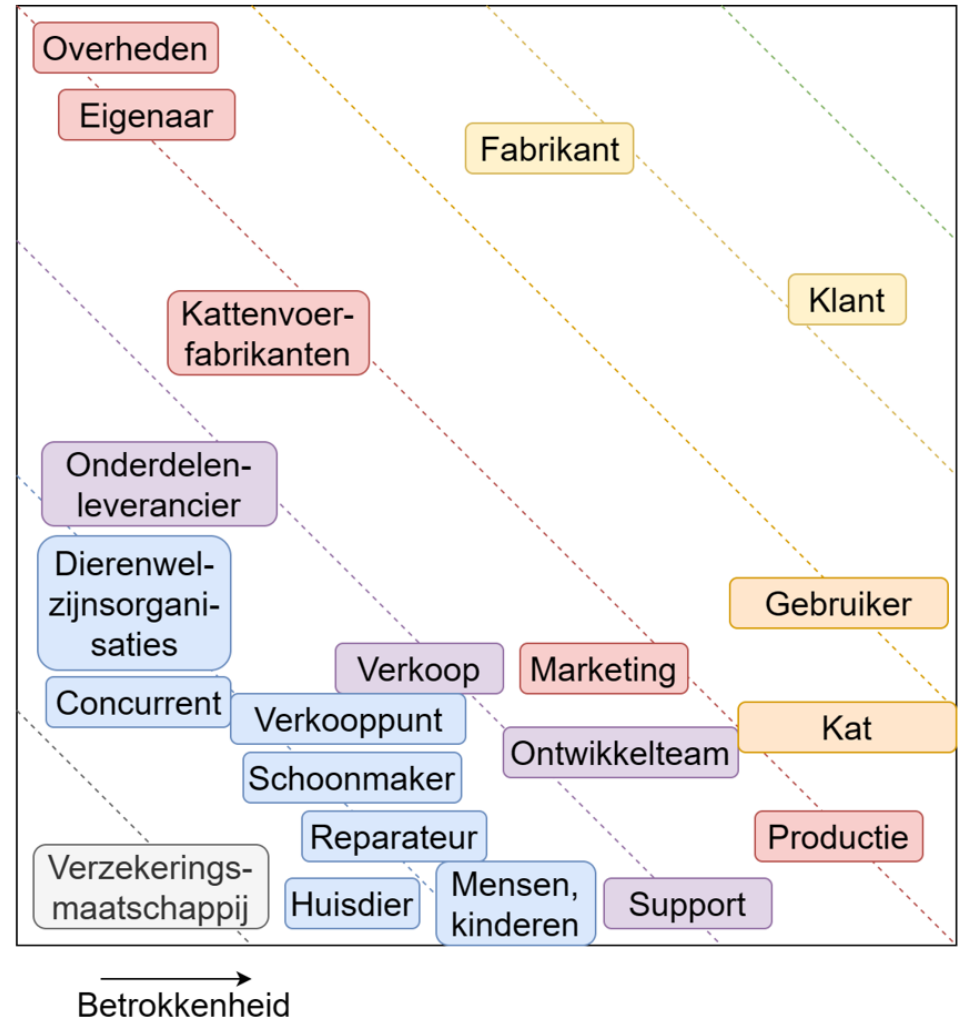 Overheden
Eigenaar
Fabrikant
Klant
Kattenvoer-
fabrikanten
Onderdelen-
leverancier
Dierenwel-
zijnsorgani-
saties
Gebruiker
Verkoop
Marketing
Concurrent
Verkooppunt
Kat
Ontwikkelteam
Schoonmaker
Reparateur
Productie
Verzekerings-
maatschappij
Huisdier
Mensen,
kinderen
Support
Betrokkenheid